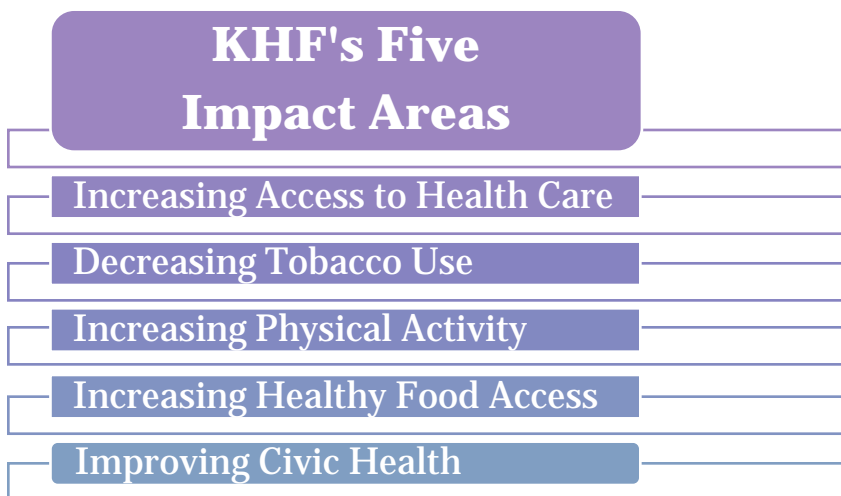 KHF's Five
Impact Areas
Increasing Access to Health Care
Decreasing Tobacco Use
Increasing Physical Activity
Increasing Healthy Food Access
Improving Civic Health